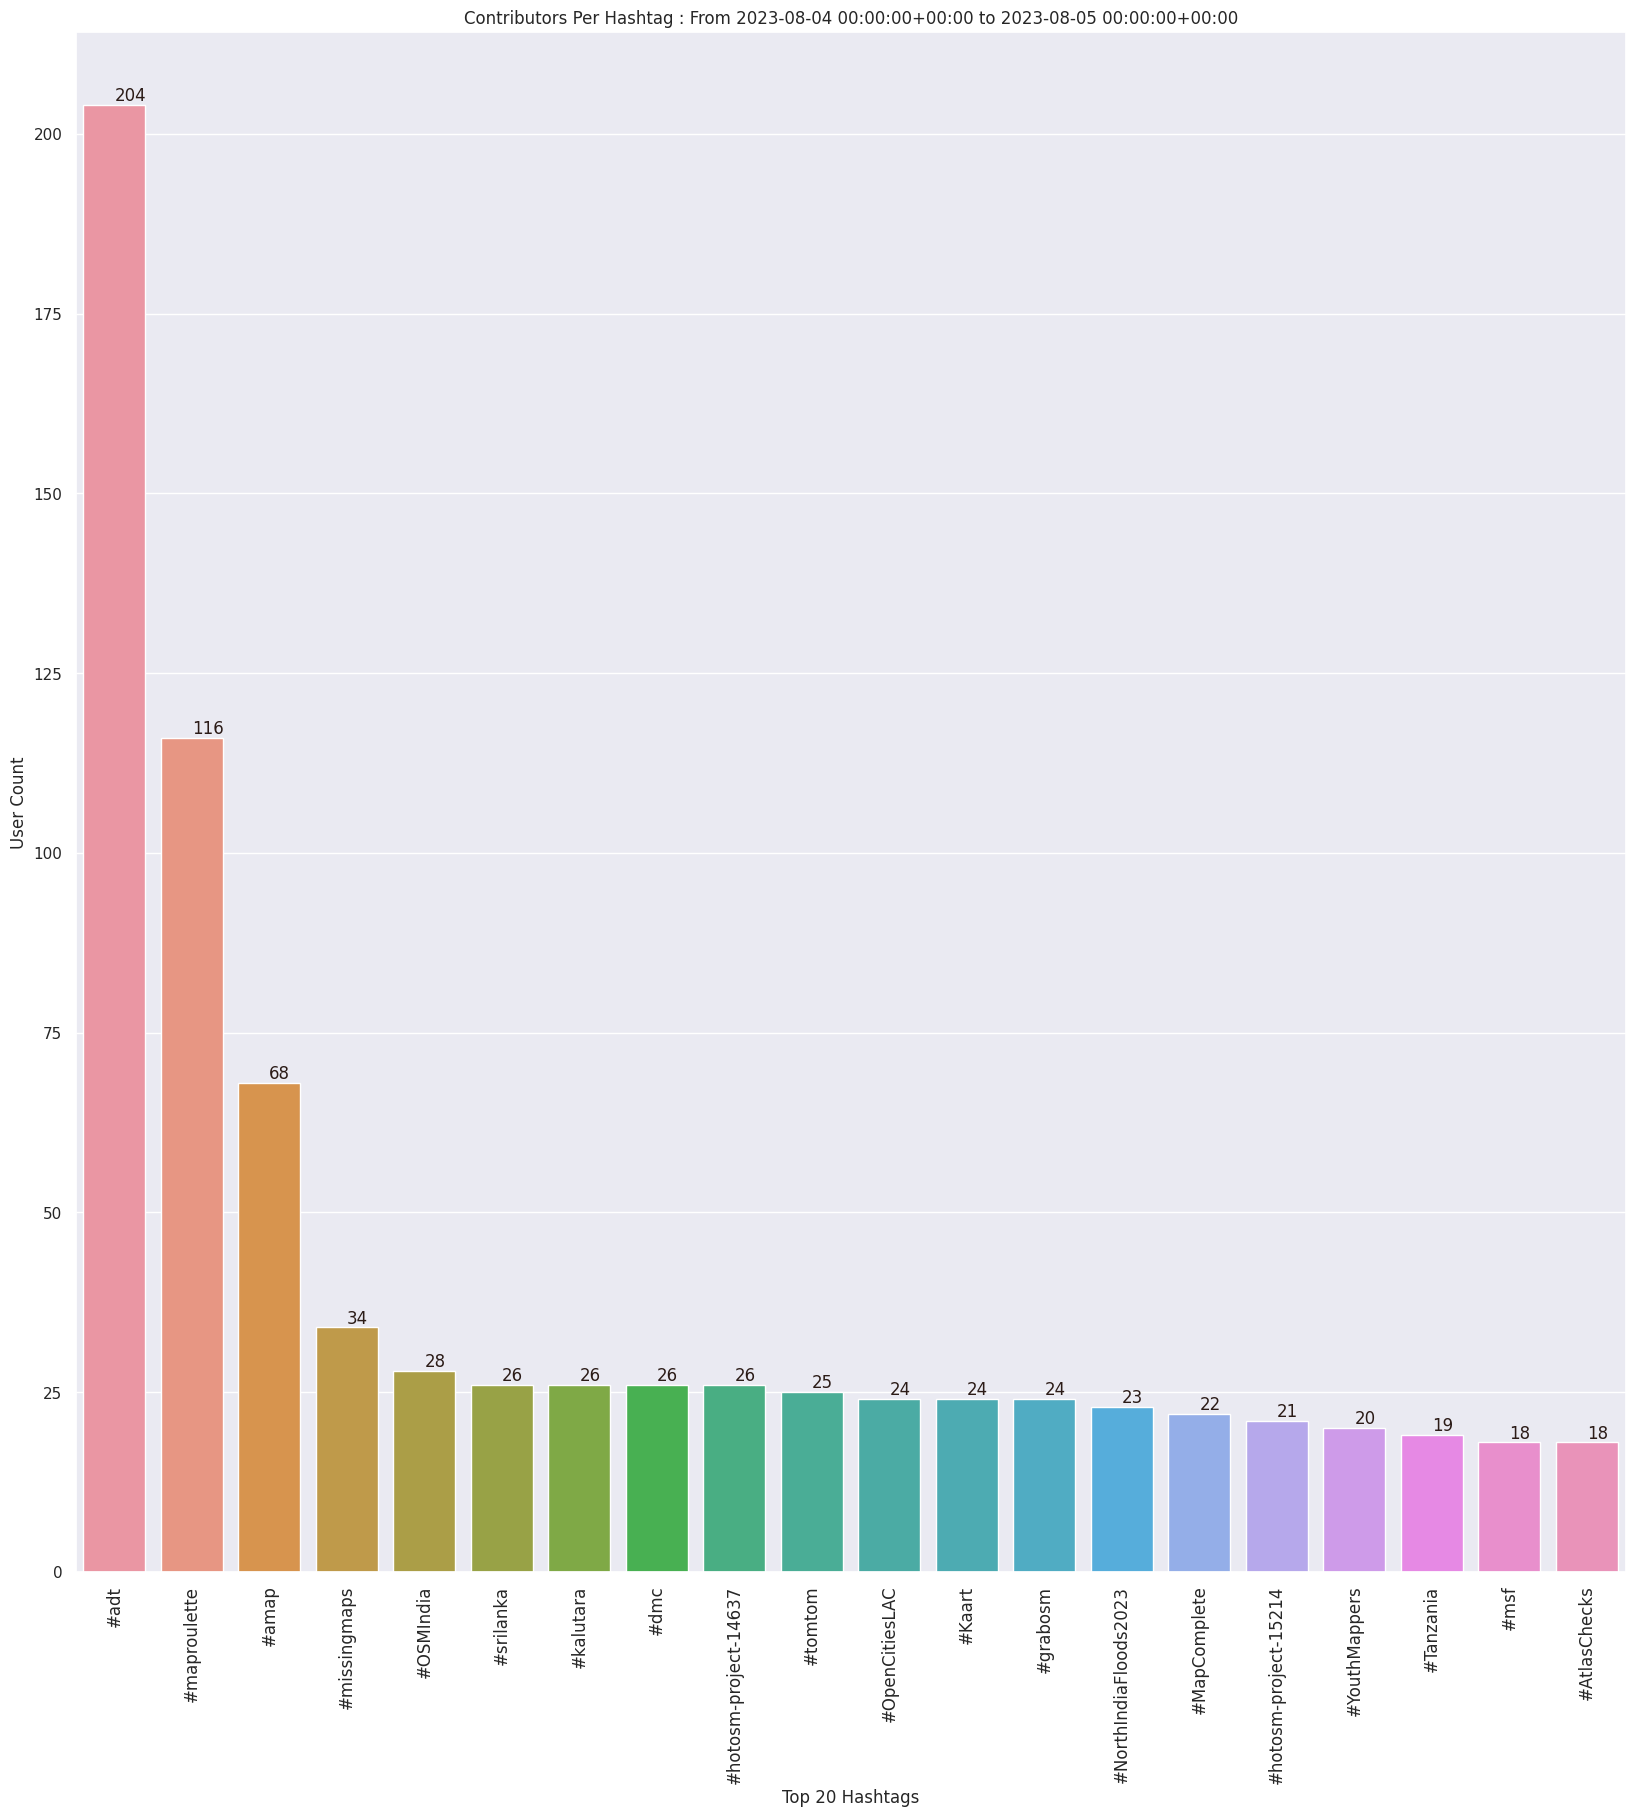 Contributors Per Hashtag : From 2023-08-04 00:00:00+00:00 to 2023-08-05 00:00:00+00:00
User Count
200
175
150
125
100
75
50
25
0
204
116
68
34
28
26
26
26
26
25
24
24
24
23
22
21
20
19
18
18
#adt
#maproulette
#amap
#missingmaps
#OSMIndia
#srilanka
#kalutara
#dmc
#hotosm-project-14637
#tomtom
#OpenCitiesLAC
#Kaart
#grabosm
#NorthIndiaFloods2023
#MapComplete
#hotosm-project-15214
#YouthMappers
#Tanzania
#msf
#AtlasChecks
Top 20 Hashtags